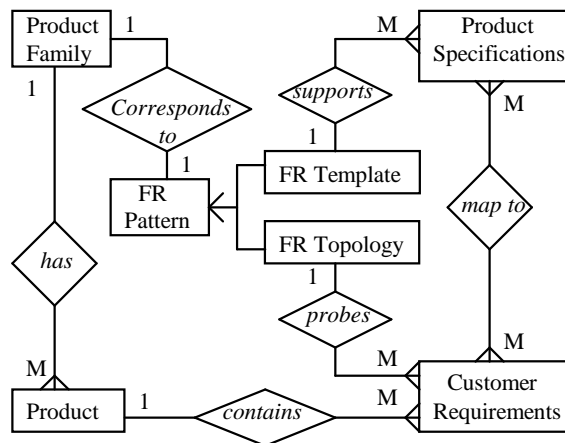 Product
Family
1
M
Product
Specifications
1
Corresponds
to
supports
M
1
1
FR Template
FR
Pattern
map to
FR Topology
has
1
probes
M
M
M
Customer
Requirements
Product
1
contains
M